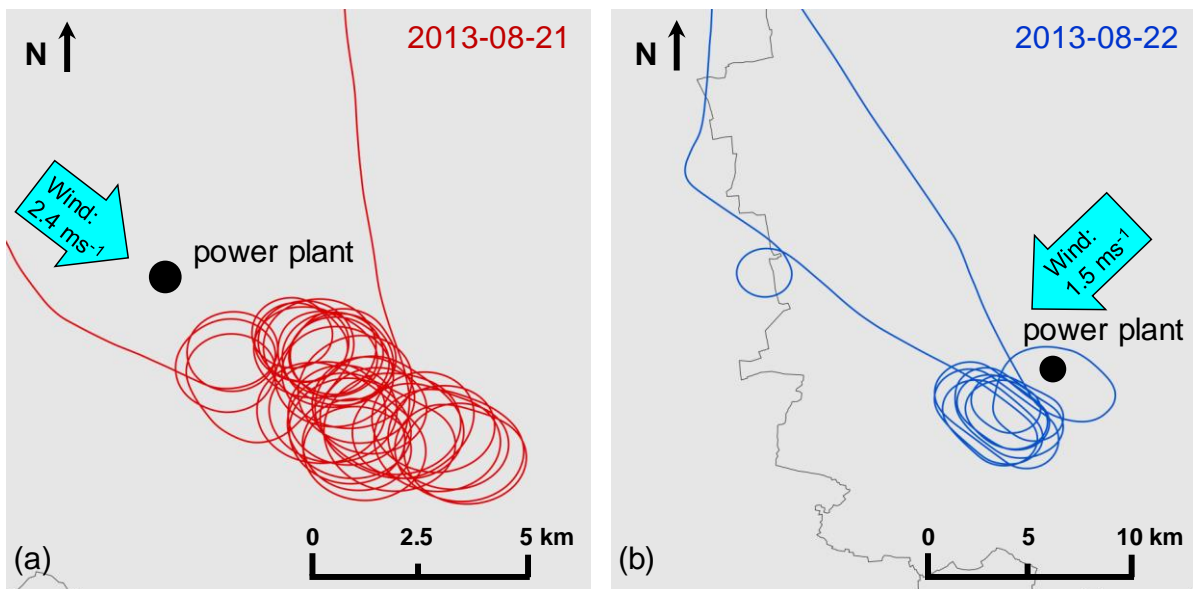 2013-08-21
N
Wind:
2.4 ms-1
power plant
0 2.5 5 km
(a)
2013-08-22
N
Wind:
1.5 ms-1
power plant
0 5 10 km
(b)